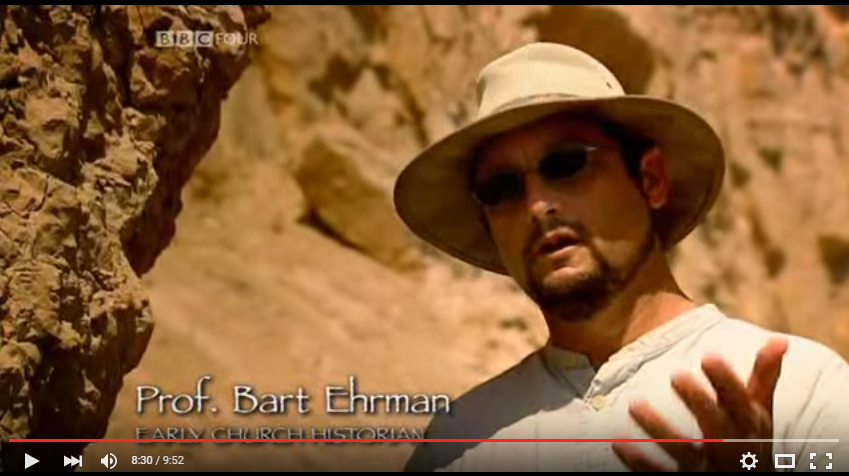 BBC FOUR
Prof. Bart Ehrman
EARLY CHURCH HISTORIAN
8:30 / 9:52